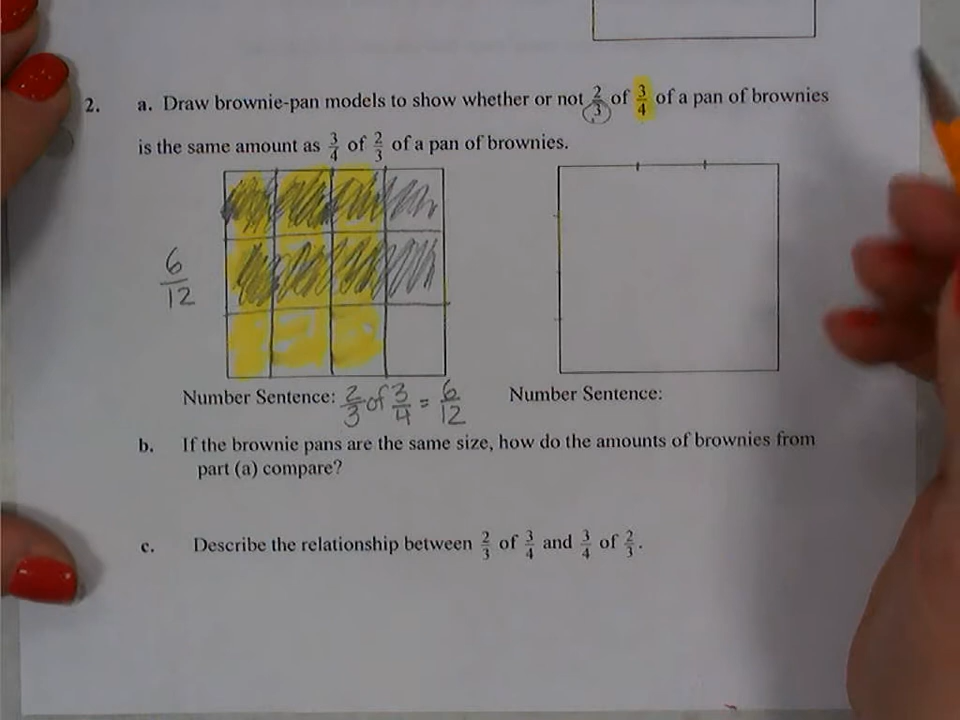 2. a. Draw brownie-pan models to show whether or not 2/3 of 3/4 of a pan of brownies
is the same amount as 3/4 of 2/3 of a pan of brownies.
6/12
Number Sentence: 2/3 of 3/4 = 6/12
Number Sentence:
b. If the brownie pans are the same size, how do the amounts of brownies from
part (a) compare?
c. Describe the relationship between 2/3 of 3/4 and 3/4 of 2/3.